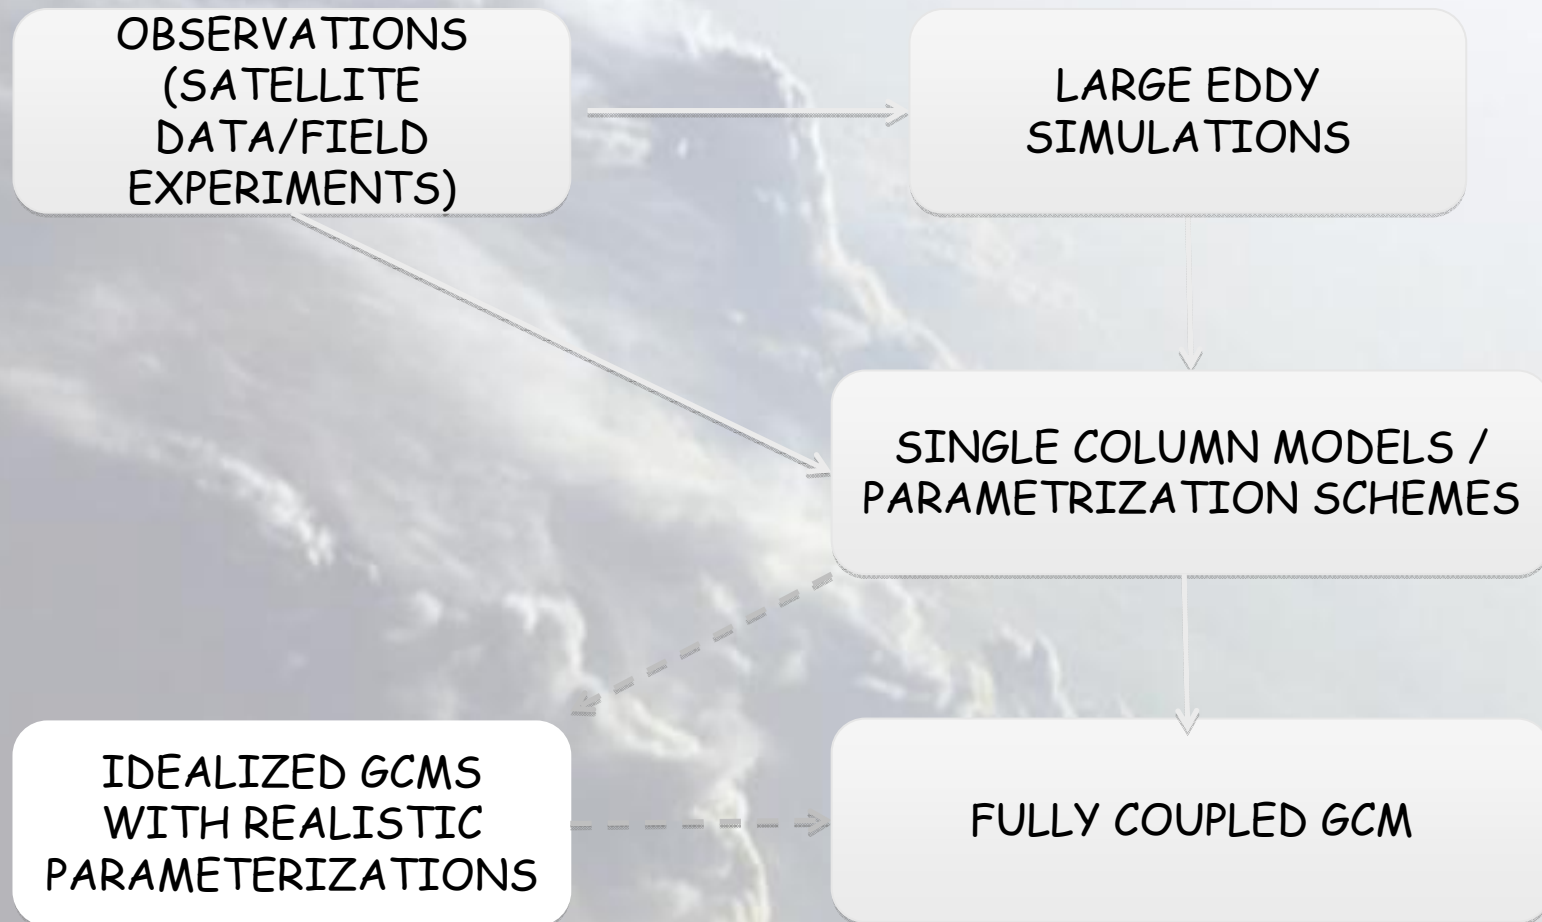 OBSERVATIONS
(SATELLITE
DATA/FIELD
EXPERIMENTS)
LARGE EDDY
SIMULATIONS
SINGLE COLUMN MODELS /
PARAMETRIZATION SCHEMES
IDEALIZED GCMS
WITH REALISTIC
PARAMETERIZATIONS
FULLY COUPLED GCM